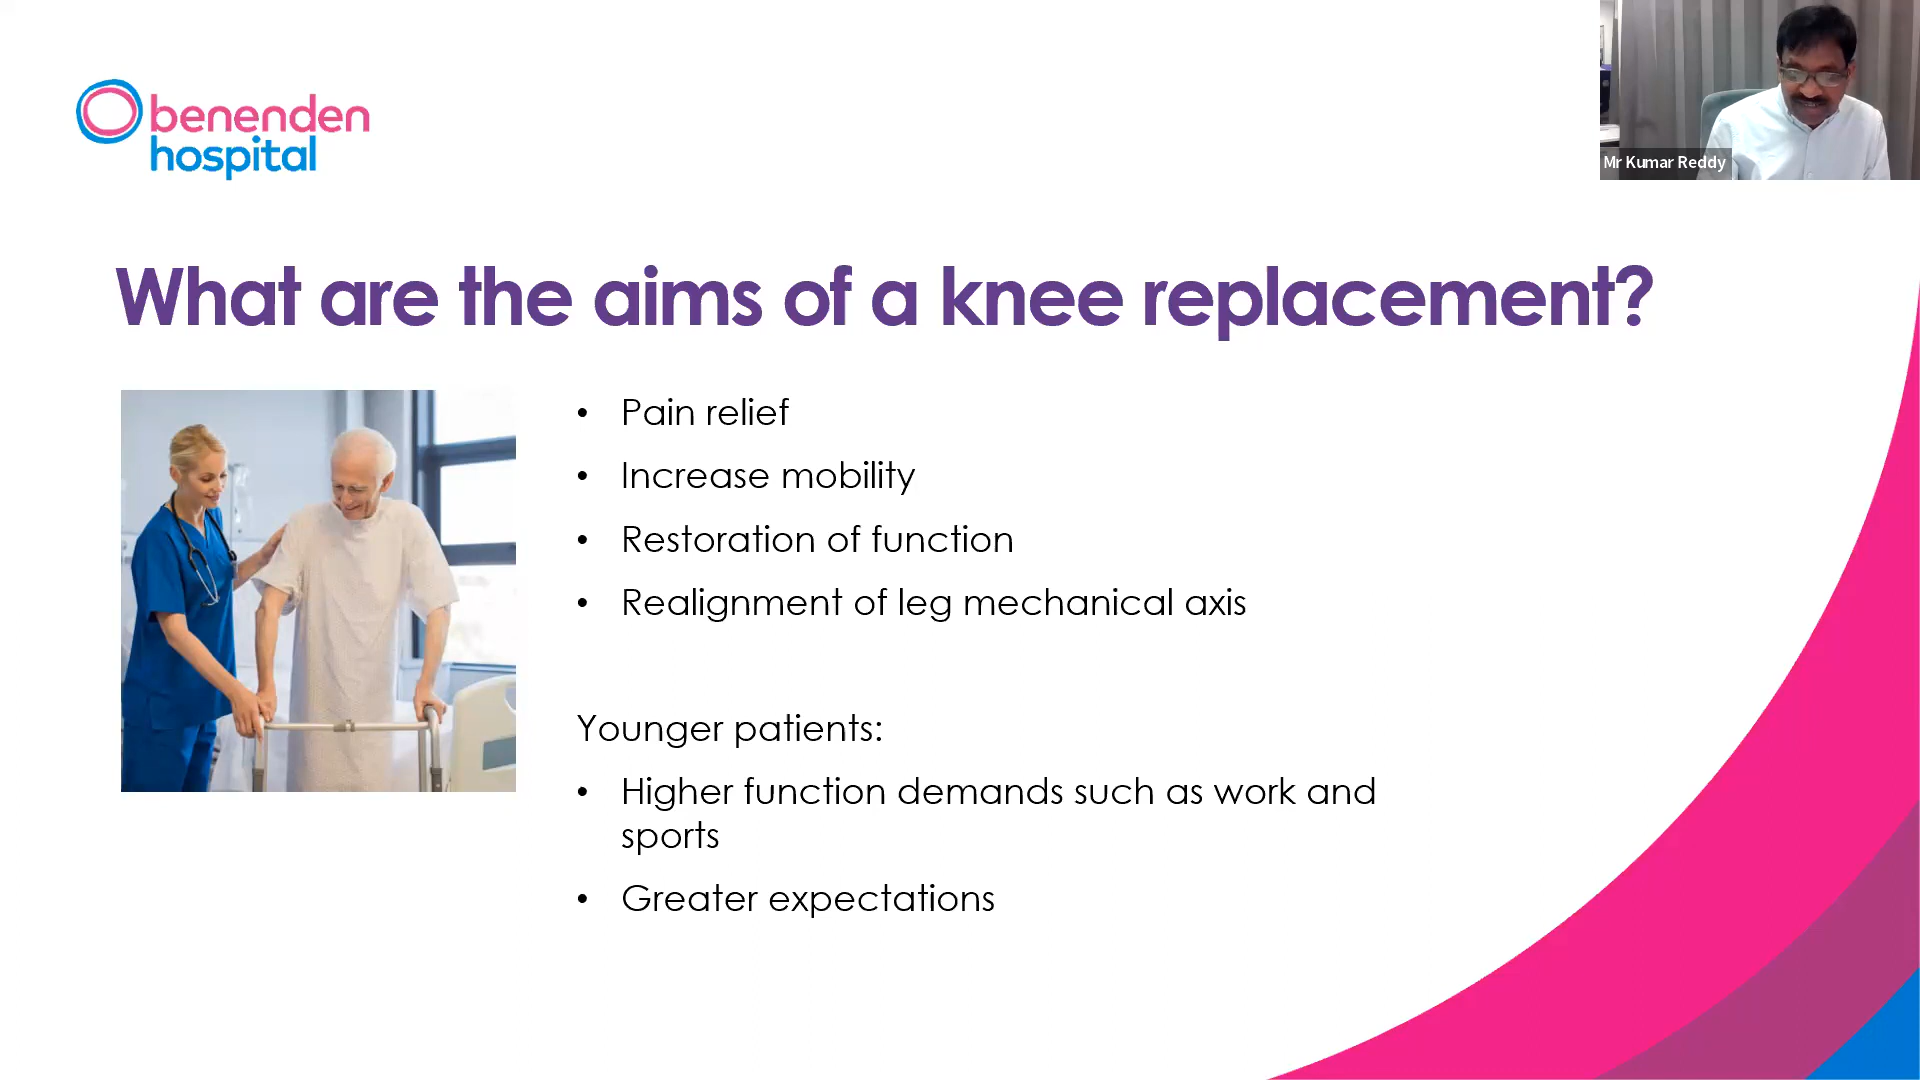 benenden
hospital
Mr Kumar Reddy
What are the aims of a knee replacement?
• Pain relief
• Increase mobility
• Restoration of function
• Realignment of leg mechanical axis
Younger patients:
• Higher function demands such as work and
sports
• Greater expectations